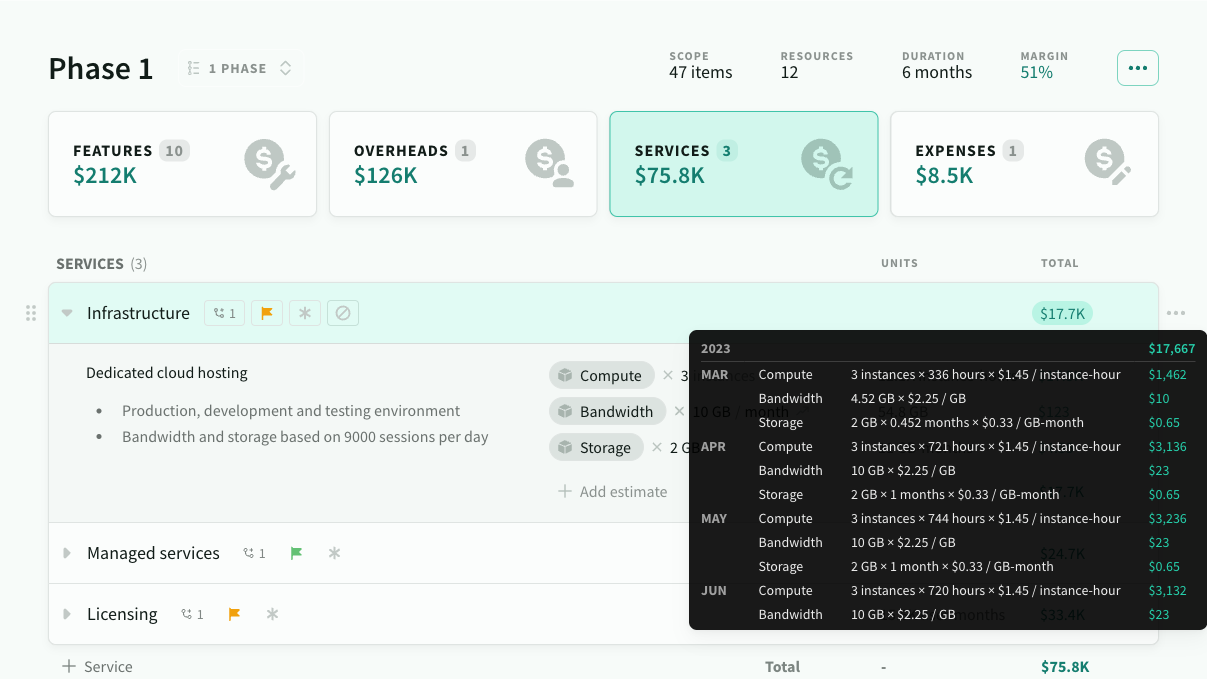 Phase 1
1 PHASE
SCOPE
47 items
RESOURCES
12
DURATION
6 months
MARGIN
51%
FEATURES 10
$212K
OVERHEADS 1
$126K
SERVICES 3
$75.8K
EXPENSES 1
$8.5K
SERVICES (3) UNITS TOTAL
Infrastructure 1 $17.7K
Dedicated cloud hosting
• Production, development and testing environment
• Bandwidth and storage based on 9000 sessions per day
Compute × 3 instances
Bandwidth × 10 GB / month
Storage × 2 GB
+ Add estimate
2023 $17,667
MAR Compute 3 instances × 336 hours × $1.45 / instance-hour $1,462
Bandwidth 4.52 GB × $2.25 / GB $10
Storage 2 GB × 0.452 months × $0.33 / GB-month $0.65
APR Compute 3 instances × 721 hours × $1.45 / instance-hour $3,136
Bandwidth 10 GB × $2.25 / GB $23
Storage 2 GB × 1 months × $0.33 / GB-month $0.65
MAY Compute 3 instances × 744 hours × $1.45 / instance-hour $3,236
Bandwidth 10 GB × $2.25 / GB $23
Storage 2 GB × 1 month × $0.33 / GB-month $0.65
JUN Compute 3 instances × 720 hours × $1.45 / instance-hour $3,132
Bandwidth 10 GB × $2.25 / GB $23
Managed services 1 $24.7K
Licensing 1 months $33.4K
+ Service Total - $75.8K